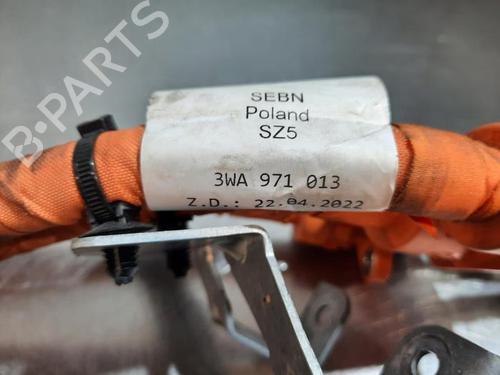 B-PARTS
SEBN
Poland
SZ5
3WA 971 013
Z.D.: 22.04.2022